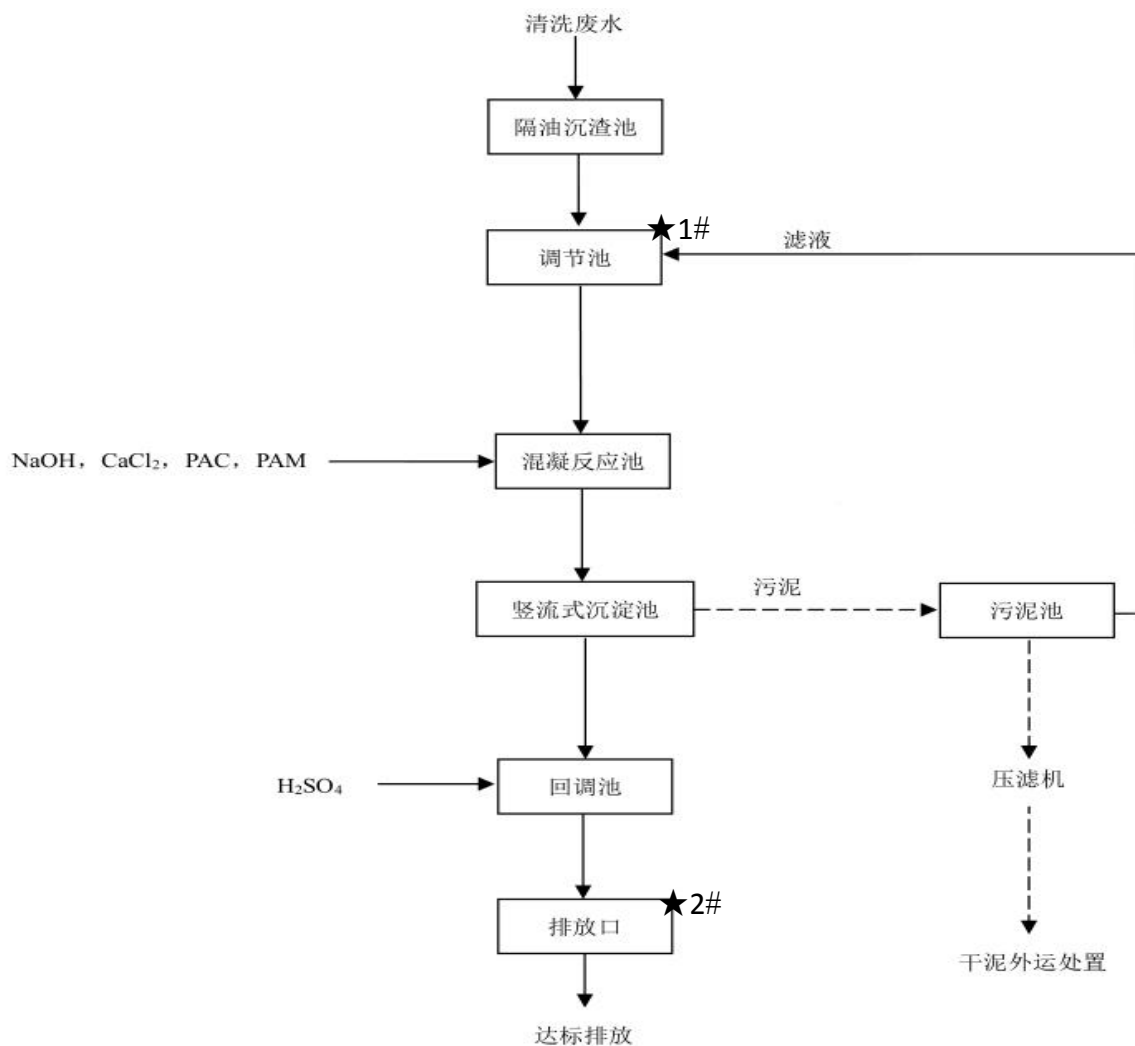 清洗废水
隔油沉渣池
★1#
调节池
滤液
NaOH，CaCl₂，PAC，PAM
混凝反应池
竖流式沉淀池
污泥
污泥池
H₂SO₄
回调池
压滤机
★2#
排放口
干泥外运处置
达标排放